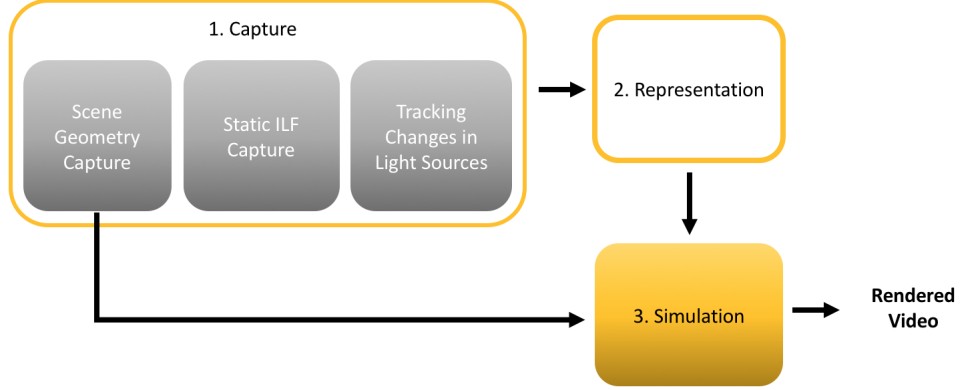 1. Capture
Scene
Geometry
Capture
Static ILF
Capture
Tracking
Changes in
Light Sources
2. Representation
3. Simulation
Rendered
Video